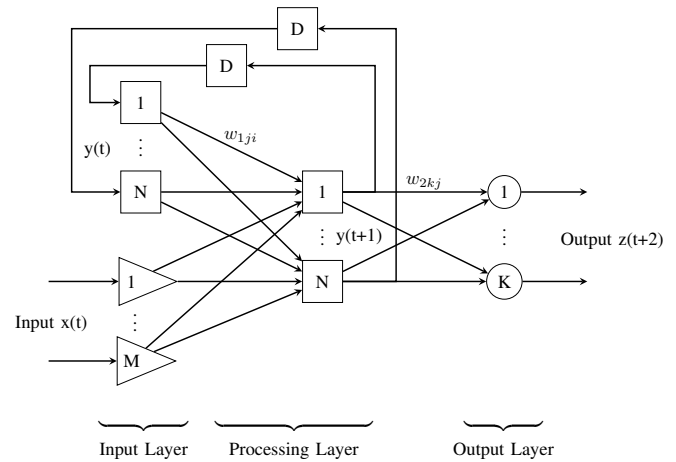 D
D
1
w1ji
y(t)
⋮
N
1
w2kj
1
⋮
y(t+1)
⋮
Output z(t+2)
1
N
K
Input x(t)
⋮
M
Input Layer
Processing Layer
Output Layer